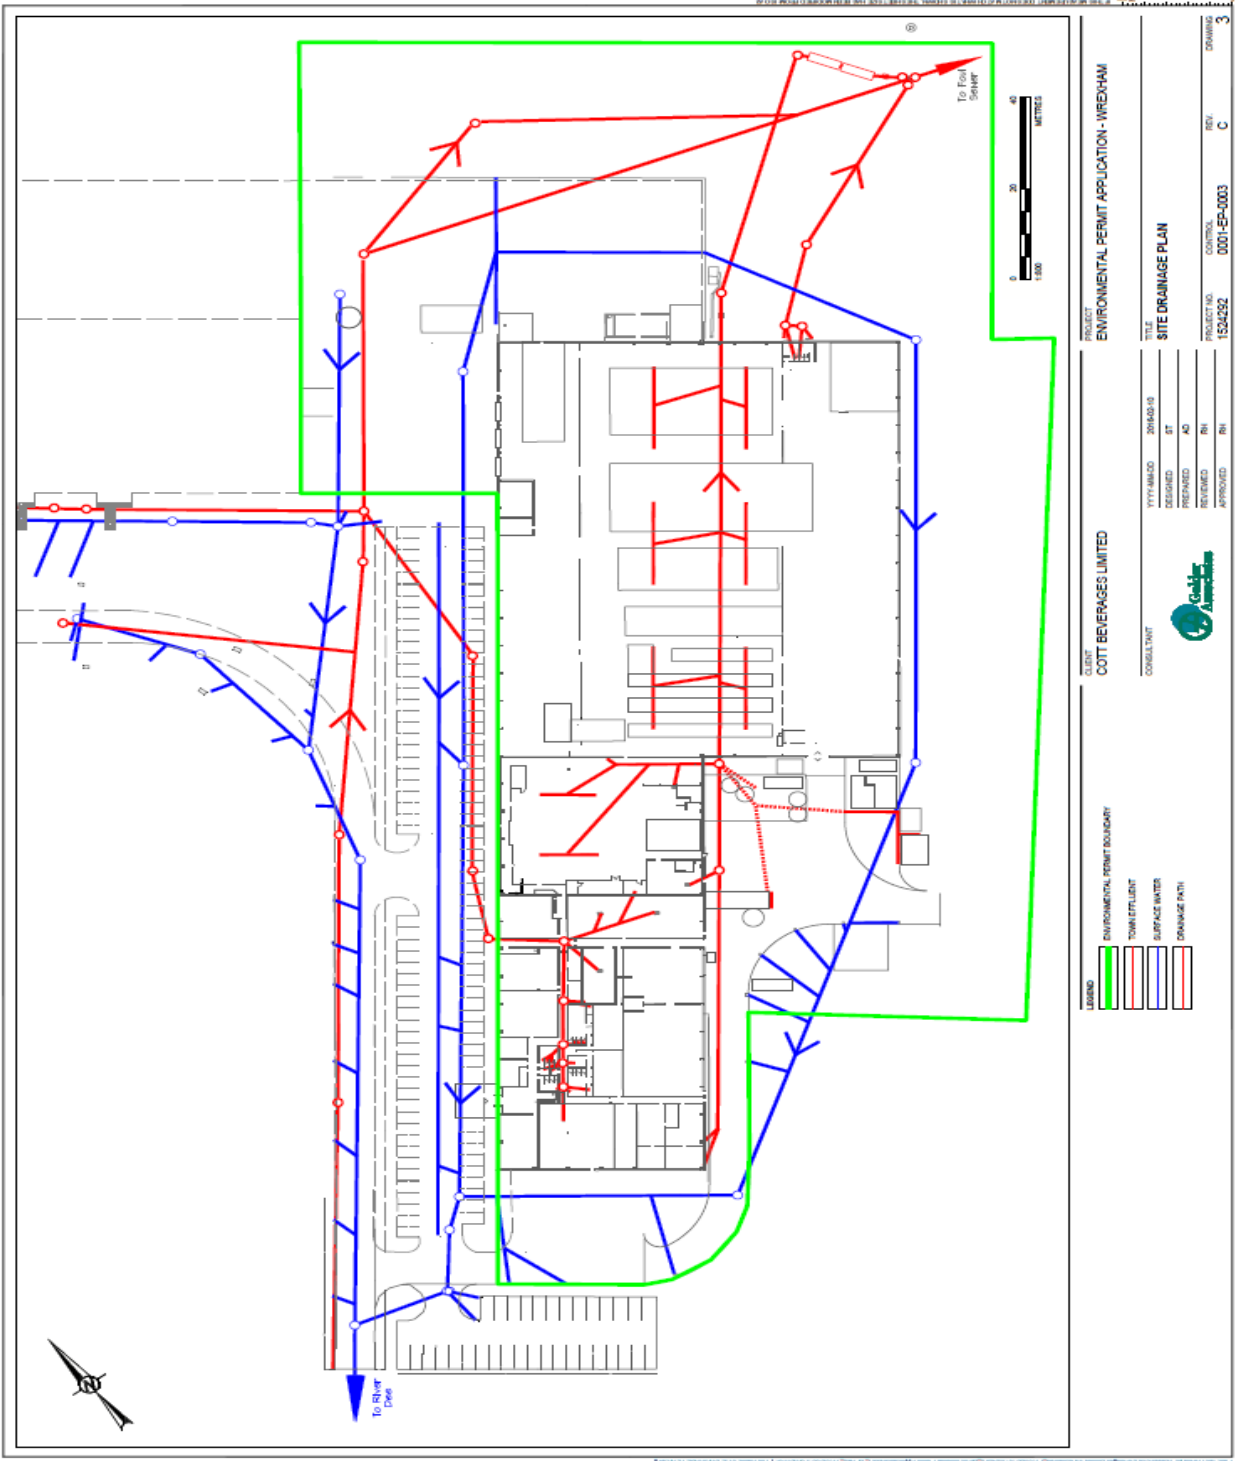 To Foul
Sewer
0
20
40
1:800
METRES
To River
Dee
N
LEGEND
ENVIRONMENTAL PERMIT BOUNDARY
TOWN EFFLUENT
SURFACE WATER
DRAINAGE PATH
CLIENT
COTT BEVERAGES LIMITED
CONSULTANT
Golder
Associates
YYYY-MM-DD
DESIGNED ST
PREPARED AD
REVIEWED RH
APPROVED RH
PROJECT
ENVIRONMENTAL PERMIT APPLICATION - WREXHAM
TITLE
SITE DRAINAGE PLAN
PROJECT NO.
1524292
CONTROL
0001-EP-0003
REV.
C
DRAWING
3